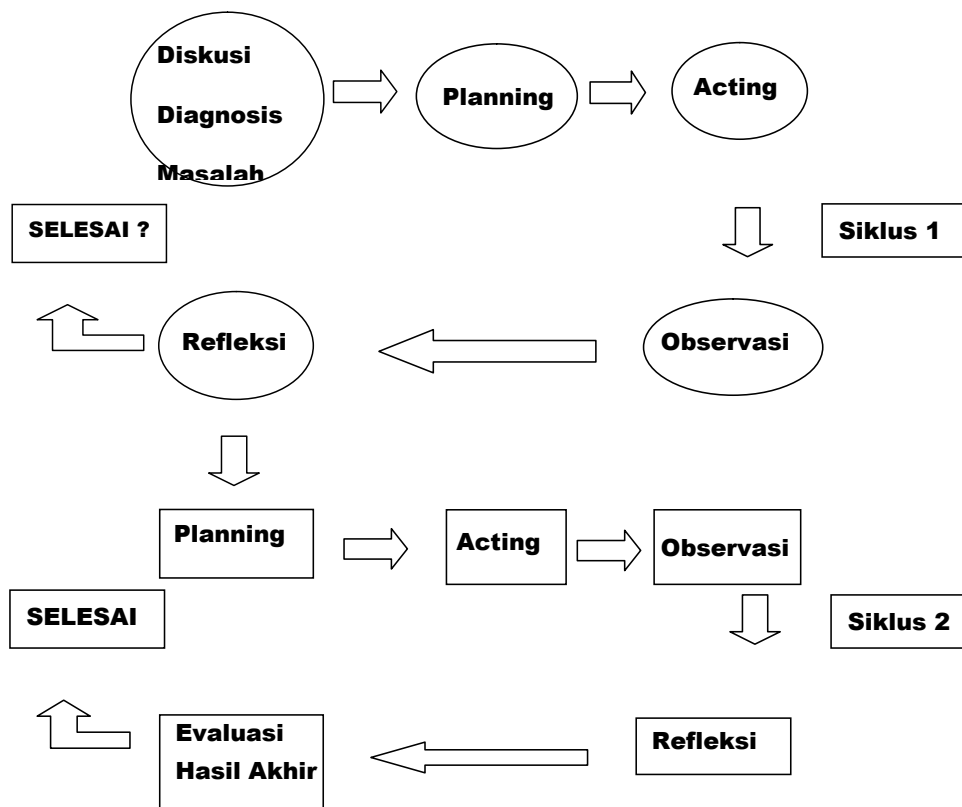 Diskusi
Diagnosis
Masalah
Planning
Acting
SELESAI ?
Siklus 1
Refleksi
Observasi
Planning
Acting
Observasi
SELESAI
Siklus 2
Evaluasi
Hasil Akhir
Refleksi